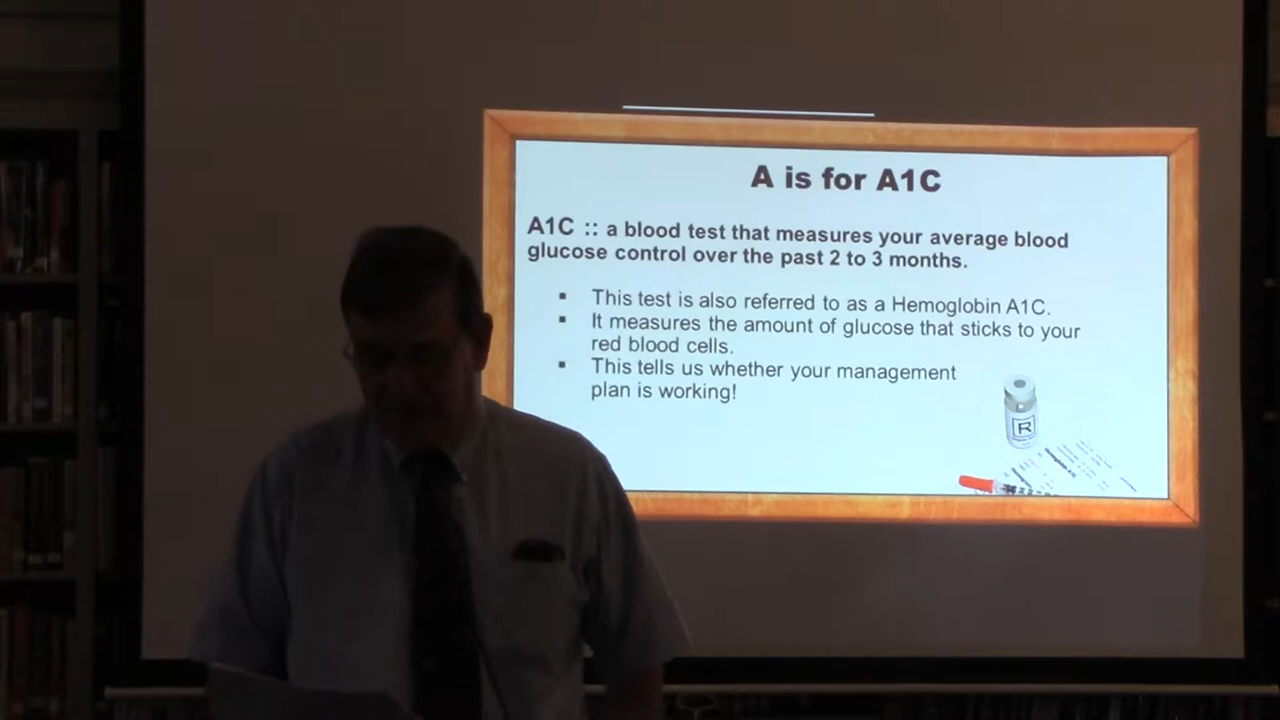 A is for A1C
A1C :: a blood test that measures your average blood
glucose control over the past 2 to 3 months.
▪ This test is also referred to as a Hemoglobin A1C.
▪ It measures the amount of glucose that sticks to your
red blood cells.
▪ This tells us whether your management
plan is working!
R